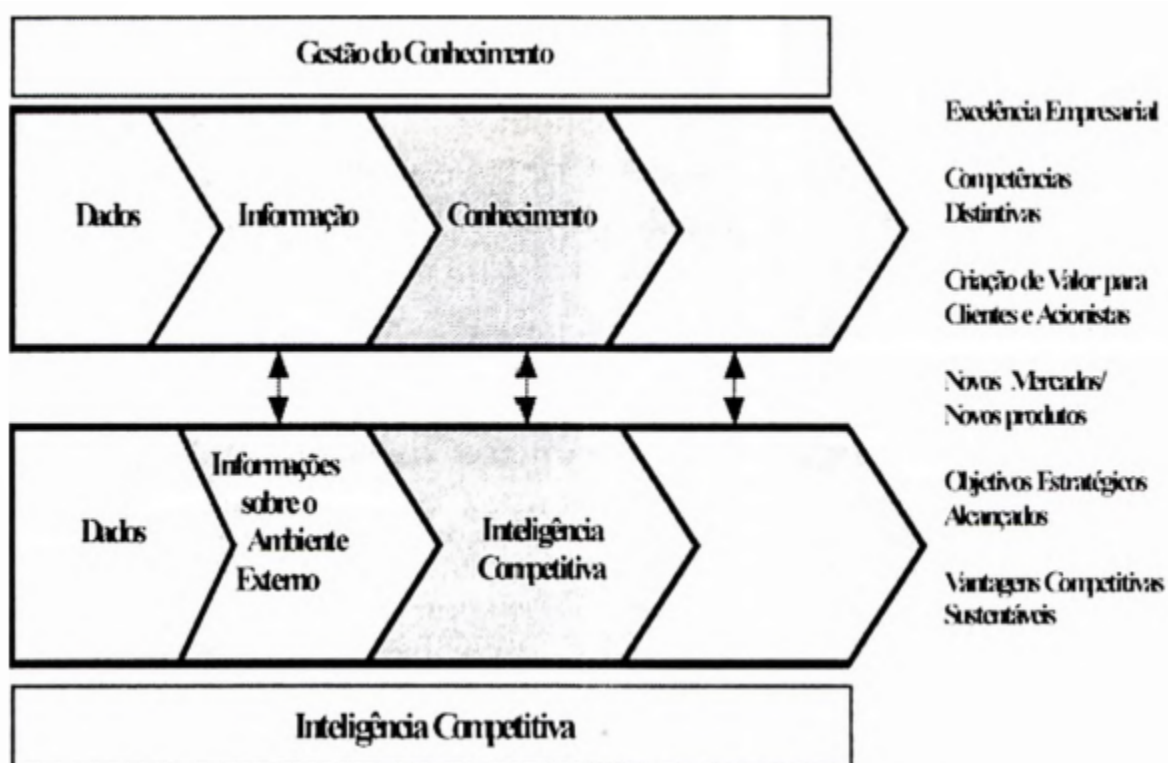 Gestão do Conhecimento
Dados
Informação
Conhecimento
Excelência Empresarial
Competências
Distintivas
Criação de Valor para
Clientes e Acionistas
Novos Mercados/
Novos produtos
Objetivos Estratégicos
Alcançados
Vantagens Competitivas
Sustentáveis
Dados
Informações
sobre o
Ambiente
Externo
Inteligência
Competitiva
Inteligência Competitiva